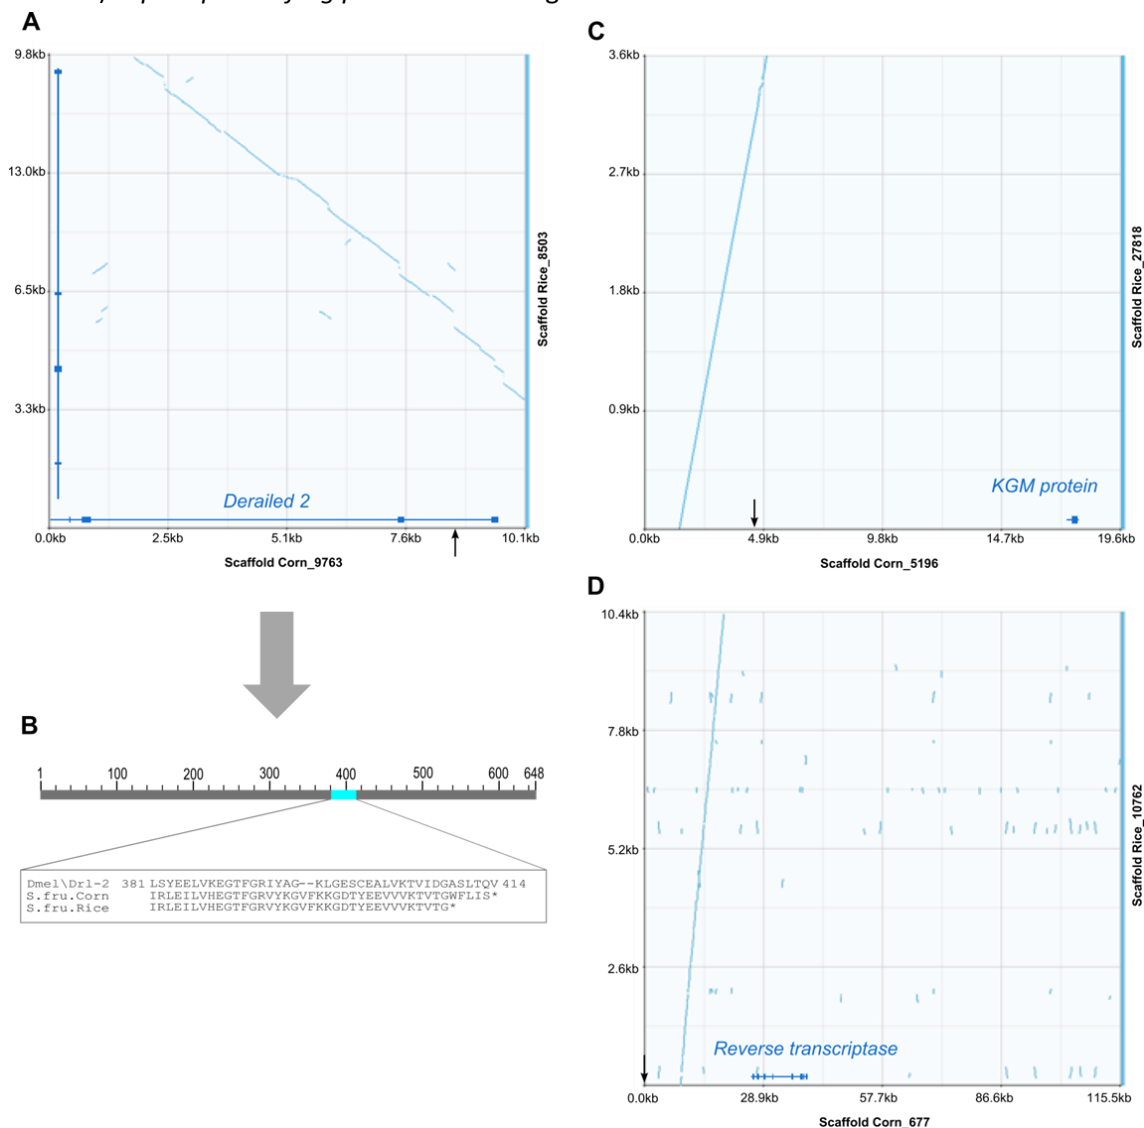 A
9.8kb
13.0kb
6.5kb
3.3kb
Derailed 2
0.0kb 2.5kb 5.1kb 7.6kb 10.1kb
Scaffold Corn_9763
Scaffold Rice_8503
C
3.6kb
2.7kb
1.8kb
0.9kb
KGM protein
0.0kb 4.9kb 9.8kb 14.7kb 19.6kb
Scaffold Corn_5196
Scaffold Rice_27818
B
1 100 200 300 400 500 600 648
Dmel\Drl-2 381 LSYEELVKEGTFGRIYAG--KLGESCEALVKTVIDGASLTQV 414
S.fru.Corn IRLEILVHEGTFGRVYKGVFKKGDTYEEVVVKTVTGWFLIS*
S.fru.Rice IRLEILVHEGTFGRVYKGVFKKGDTYEEVVVKTVTG*
D
10.4kb
7.8kb
5.2kb
2.6kb
Reverse transcriptase
0.0kb 28.9kb 57.7kb 86.6kb 115.5kb
Scaffold Corn_677
Scaffold Rice_10762